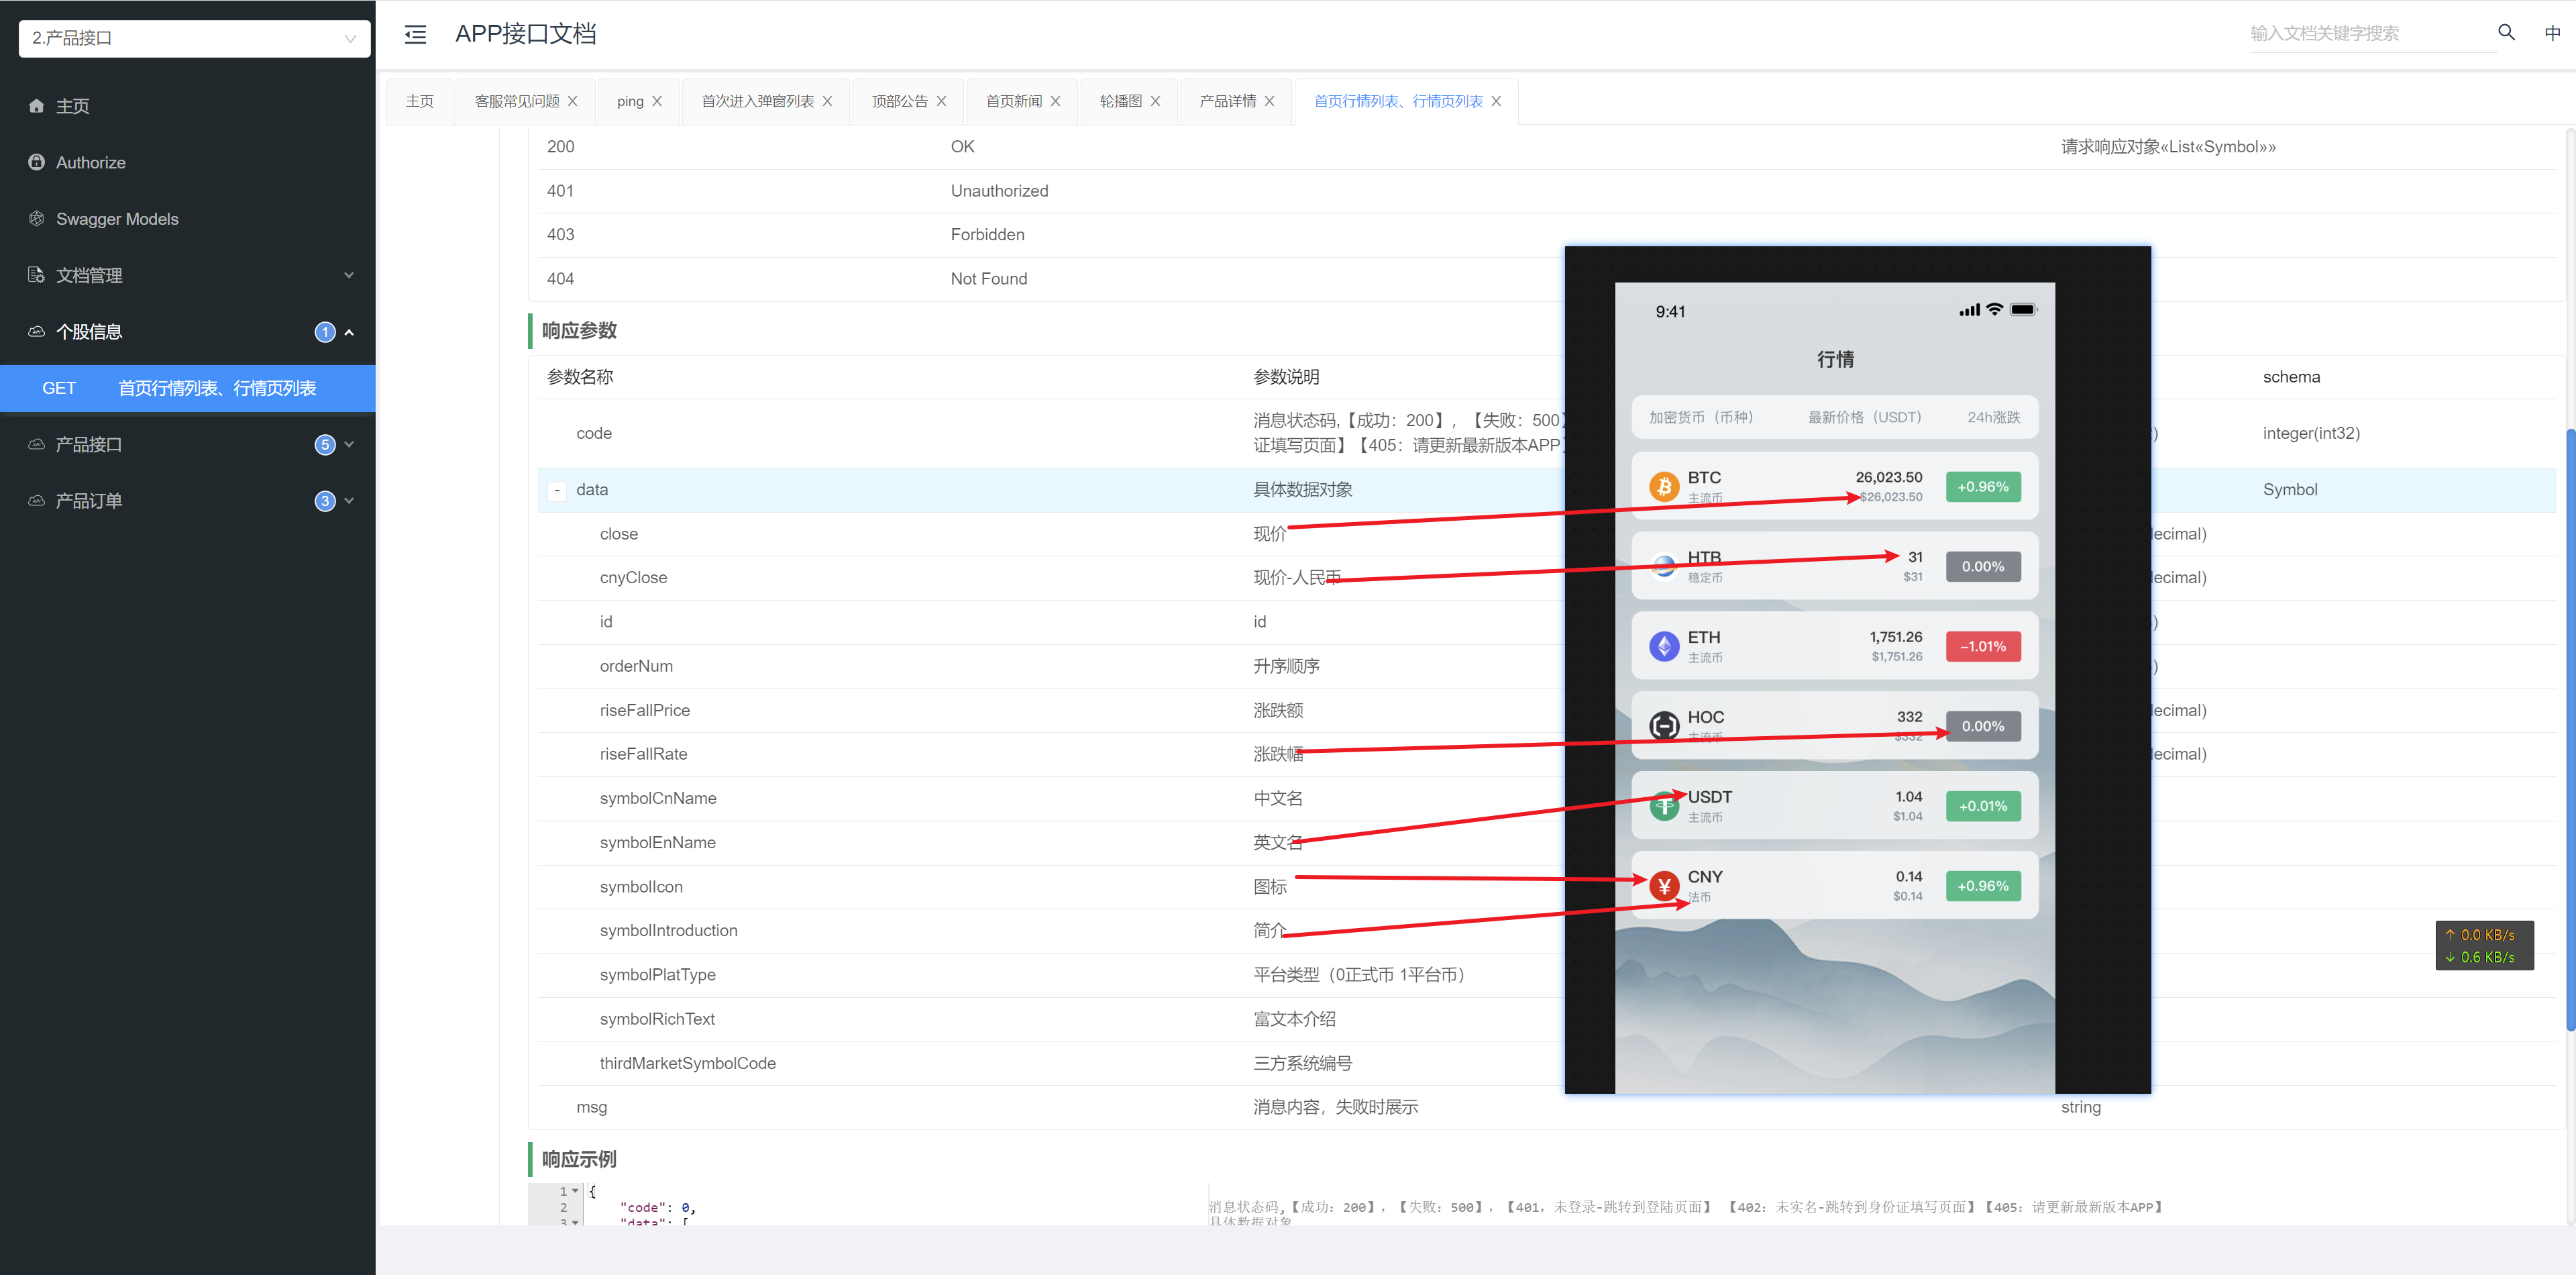 2.产品接口
APP接口文档
输入文档关键字搜索
中
主页
Authorize
Swagger Models
文档管理
个股信息 1
GET 首页行情列表、行情页列表
产品接口 5
产品订单 3
主页 客服常见问题 ping 首次进入弹窗列表 顶部公告 首页新闻 轮播图 产品详情 首页行情列表、行情页列表
200 OK 请求响应对象«List«Symbol»»
401 Unauthorized
403 Forbidden
404 Not Found
响应参数
参数名称 参数说明 schema
code 消息状态码,【成功：200】，【失败：500】
证填写页面】【405：请更新最新版本APP】
) integer(int32)
- data 具体数据对象 Symbol
close 现价 ecimal)
cnyClose 现价-人民币 ecimal)
id id )
orderNum 升序顺序 )
riseFallPrice 涨跌额 ecimal)
riseFallRate 涨跌幅 ecimal)
symbolCnName 中文名
symbolEnName 英文名
symbolIcon 图标
symbolIntroduction 简介
symbolPlatType 平台类型（0正式币 1平台币）
symbolRichText 富文本介绍
thirdMarketSymbolCode 三方系统编号
msg 消息内容，失败时展示 string
9:41
行情
加密货币（币种） 最新价格（USDT） 24h涨跌
BTC 26,023.50 +0.96%
主流币 $26,023.50
HTB 31 0.00%
稳定币 $31
ETH 1,751.26 -1.01%
主流币 $1,751.26
HOC 332 0.00%
主流币 $332
USDT 1.04 +0.01%
主流币 $1.04
CNY 0.14 +0.96%
法币 $0.14
↑ 0.0 KB/s
↓ 0.6 KB/s
响应示例
1 {
2 "code": 0, 消息状态码,【成功：200】，【失败：500】，【401，未登录-跳转到登陆页面】 【402：未实名-跳转到身份证填写页面】【405：请更新最新版本APP】
3 "data": [ 具体数据对象